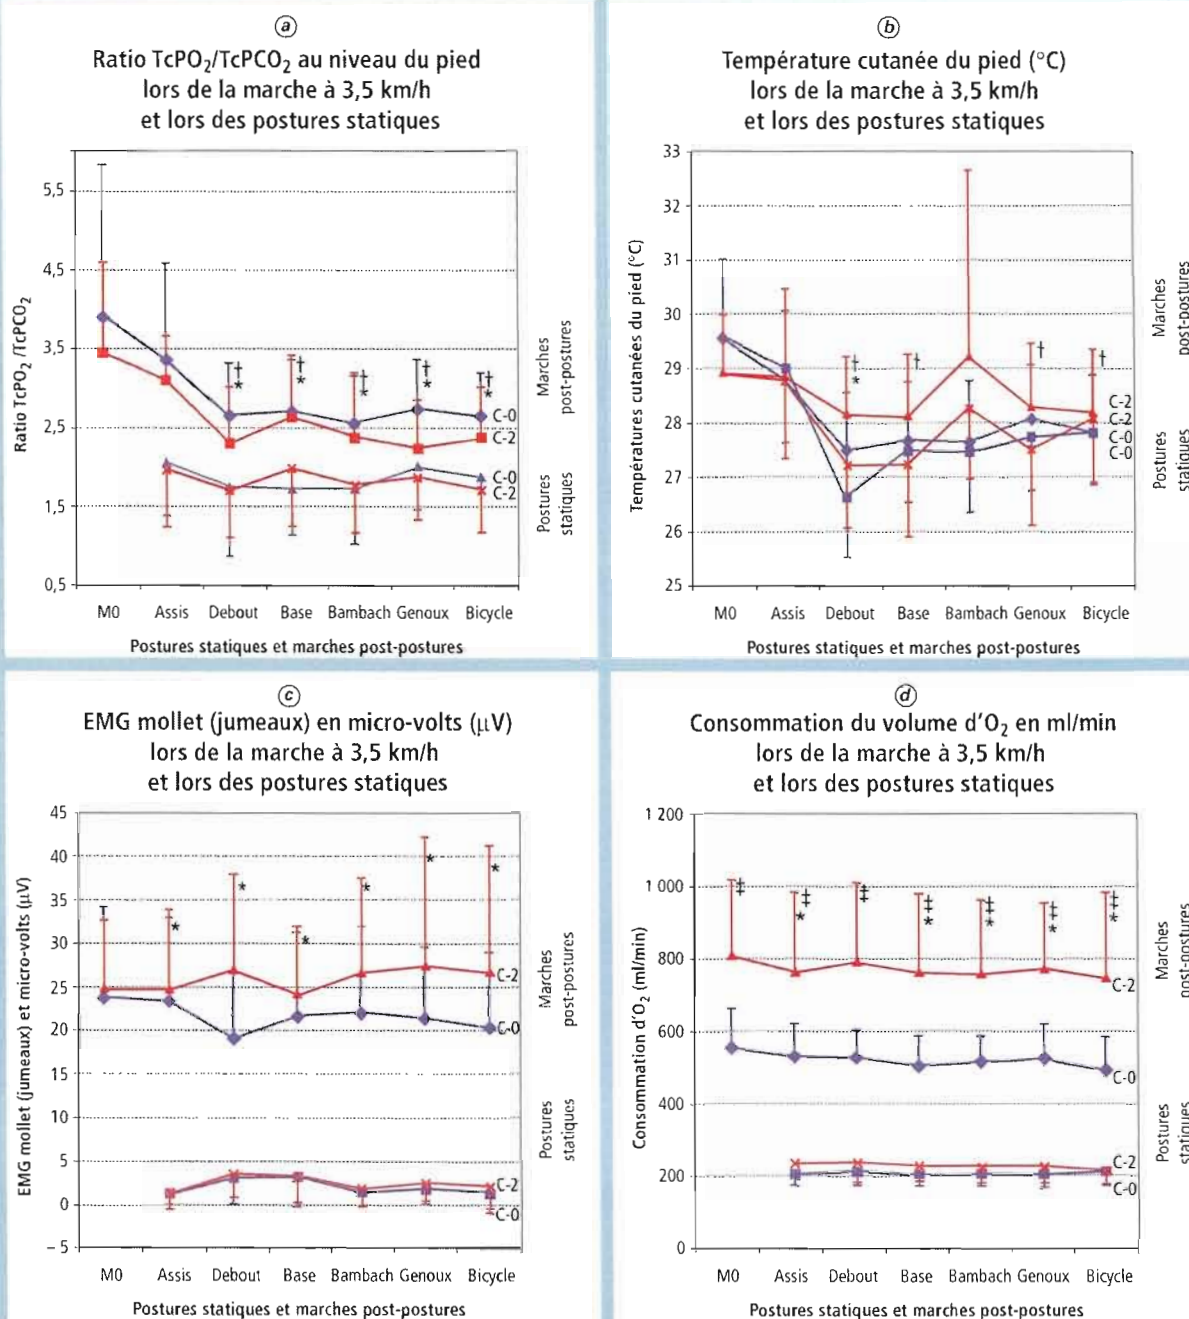 a
Ratio TcPO₂/TcPCO₂ au niveau du pied
lors de la marche à 3,5 km/h
et lors des postures statiques
Ratio TcPO₂ /TcPCO₂
5,5
4,5
3,5
2,5
1,5
0,5
†
*
†
*
‡
*
†
*
‡
*
C-0
C-2
C-0
C-2
Marches
post-postures
Postures
statiques
M0 Assis Debout Base Bambach Genoux Bicycle
Postures statiques et marches post-postures
b
Température cutanée du pied (°C)
lors de la marche à 3,5 km/h
et lors des postures statiques
Températures cutanées du pied (°C)
33
32
31
30
29
28
27
26
25
†
*
†
†
†
C-2
C-2
C-0
C-0
Marches
post-postures
Postures
statiques
M0 Assis Debout Base Bambach Genoux Bicycle
Postures statiques et marches post-postures
c
EMG mollet (jumeaux) en micro-volts (µV)
lors de la marche à 3,5 km/h
et lors des postures statiques
EMG mollet (jumeaux) et micro-volts (µV)
45
40
35
30
25
20
15
10
5
0
– 5
*
*
*
*
*
*
C-2
C-0
C-2
C-0
Marches
post-postures
Postures
statiques
M0 Assis Debout Base Bambach Genoux Bicycle
Postures statiques et marches post-postures
d
Consommation du volume d'O₂ en ml/min
lors de la marche à 3,5 km/h
et lors des postures statiques
Consommation d'O₂ (ml/min)
1 200
1 000
800
600
400
200
0
‡
‡
*
‡
‡
*
‡
*
‡
*
‡
*
C-2
C-0
C-2
C-0
Marches
post-postures
Postures
statiques
M0 Assis Debout Base Bambach Genoux Bicycle
Postures statiques et marches post-postures